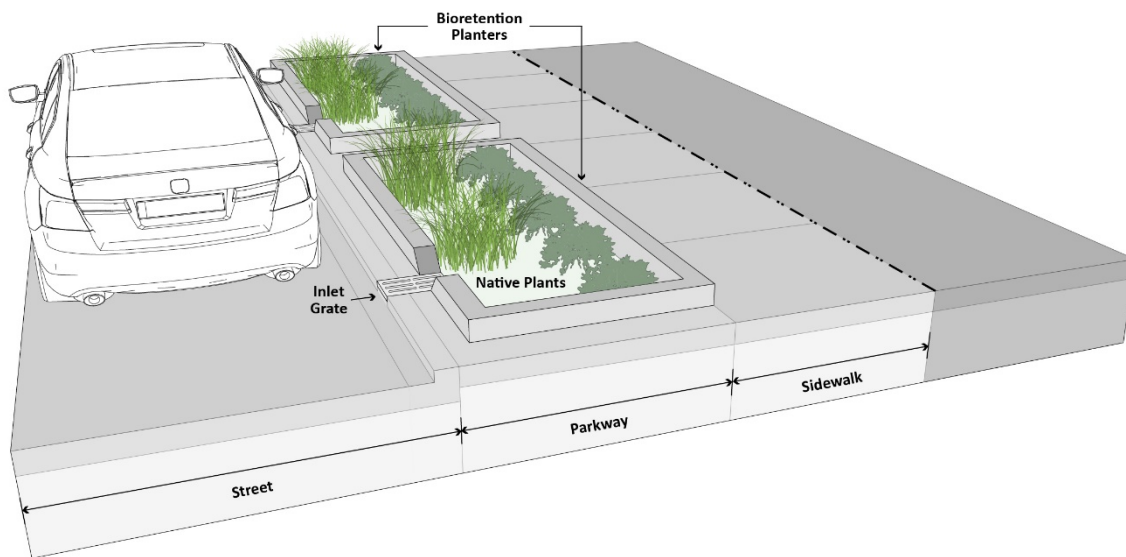 Bioretention
Planters
Native Plants
Inlet
Grate
Sidewalk
Parkway
Street